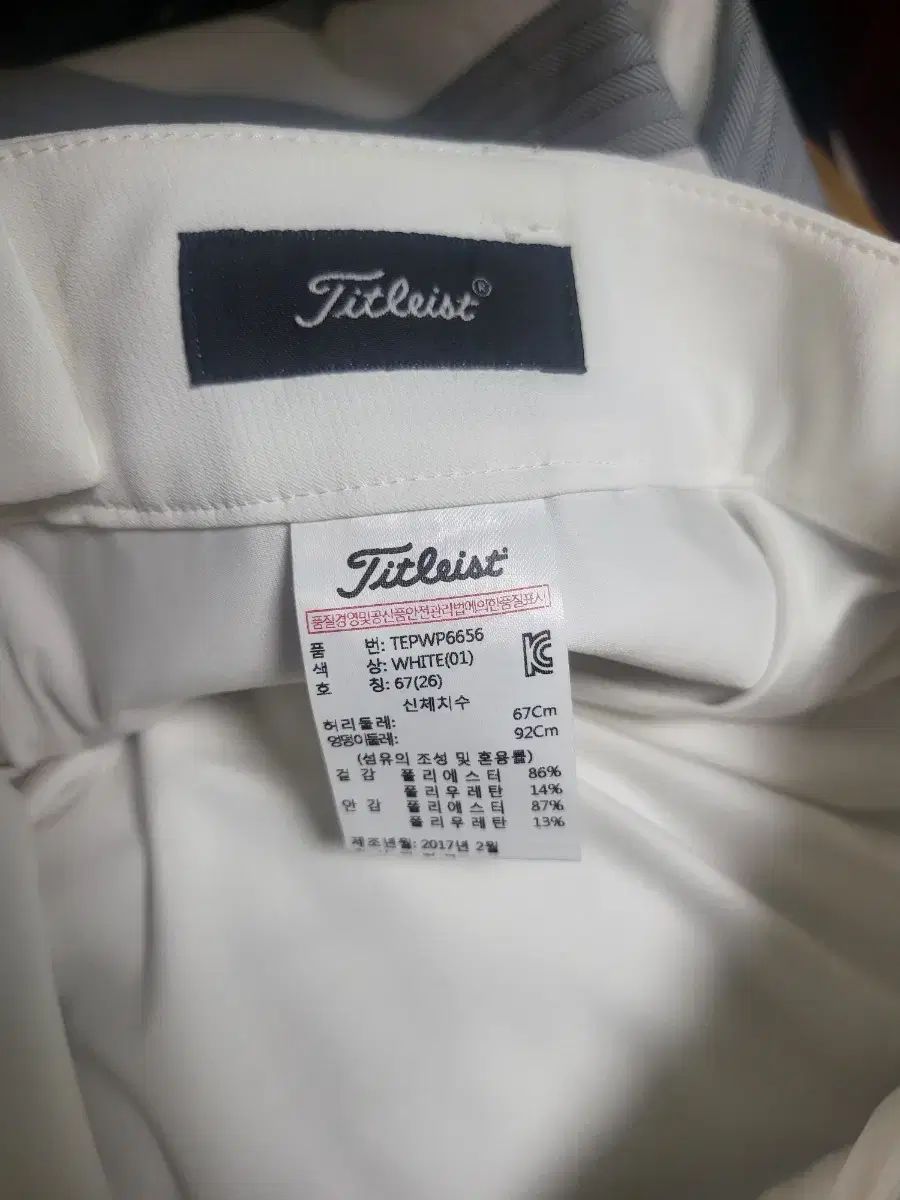 Titleist®
Titleist
품질경영및공산품안전관리법에의한품질표시
품 번: TEPWP6656
색 상: WHITE(01)
호 칭: 67(26)
신체치수
허리둘레: 67Cm
엉덩이둘레: 92Cm
(섬유의 조성 및 혼용률)
겉감 폴리에스터 86%
폴리우레탄 14%
안감 폴리에스터 87%
폴리우레탄 13%
제조년월: 2017년 2월